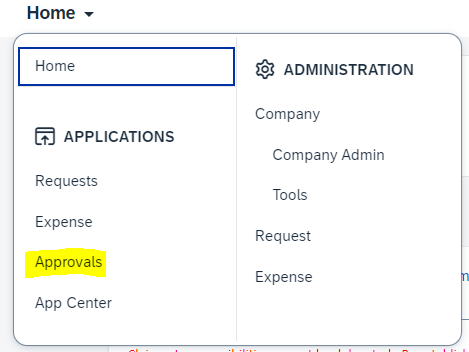 Home
Home
APPLICATIONS
Requests
Expense
Approvals
App Center
ADMINISTRATION
Company
Company Admin
Tools
Request
Expense